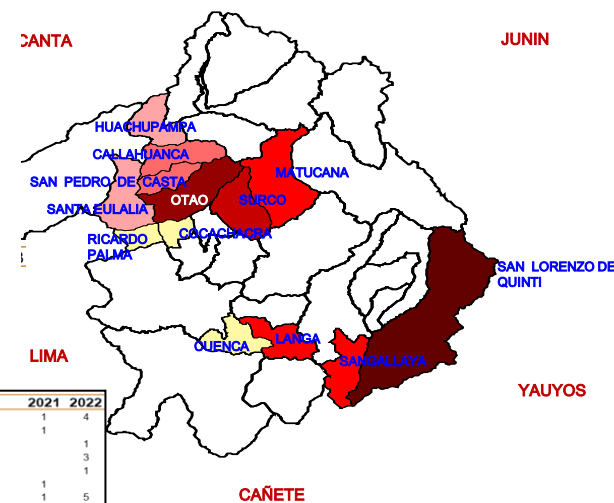 CANTA
JUNIN
HUACHUPAMPA
CALLAHUANCA
MATUCANA
SAN PEDRO DE CASTA
OTAO
SURCO
SANTA EULALIA
COCACHACRA
RICARDO
PALMA
SAN LORENZO DE
QUINTI
CUENCA
LANGA
LIMA
SANGALLAYA
YAUYOS
2021 2022
1 4
1
1
3
1
1
1 5
CAÑETE